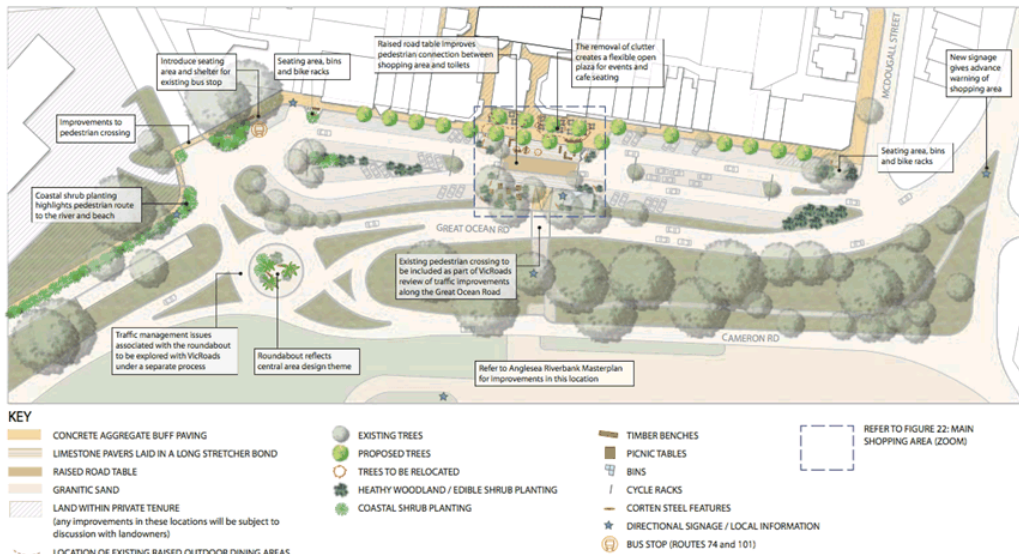 Introduce seating
area and shelter for
existing bus stop
Seating area, bins
and bike racks
Raised road table improves
pedestrian connection between
shopping area and toilets
The removal of clutter
creates a flexible open
plaza for events and
cafe seating
MCDOUGALL STREET
New signage
gives advance
warning of
shopping area
Improvements to
pedestrian crossing
Seating area, bins
and bike racks
Coastal shrub planting
highlights pedestrian route
to the river and beach
GREAT OCEAN RD
Existing pedestrian crossing to
be included as part of VicRoads
review of traffic improvements
along the Great Ocean Road
CAMERON RD
Traffic management issues
associated with the roundabout
to be explored with VicRoads
under a separate process
Roundabout reflects
central area design theme
Refer to Anglesea Riverbank Masterplan
for improvements in this location
KEY
CONCRETE AGGREGATE BUFF PAVING
LIMESTONE PAVERS LAID IN A LONG STRETCHER BOND
RAISED ROAD TABLE
GRANITIC SAND
LAND WITHIN PRIVATE TENURE
(any improvements in these locations will be subject to
discussion with landowners)
LOCATION OF EXISTING RAISED OUTDOOR DINING AREAS
EXISTING TREES
PROPOSED TREES
TREES TO BE RELOCATED
HEATHY WOODLAND / EDIBLE SHRUB PLANTING
COASTAL SHRUB PLANTING
TIMBER BENCHES
PICNIC TABLES
BINS
CYCLE RACKS
CORTEN STEEL FEATURES
DIRECTIONAL SIGNAGE / LOCAL INFORMATION
BUS STOP (ROUTES 74 and 101)
REFER TO FIGURE 22: MAIN
SHOPPING AREA (ZOOM)